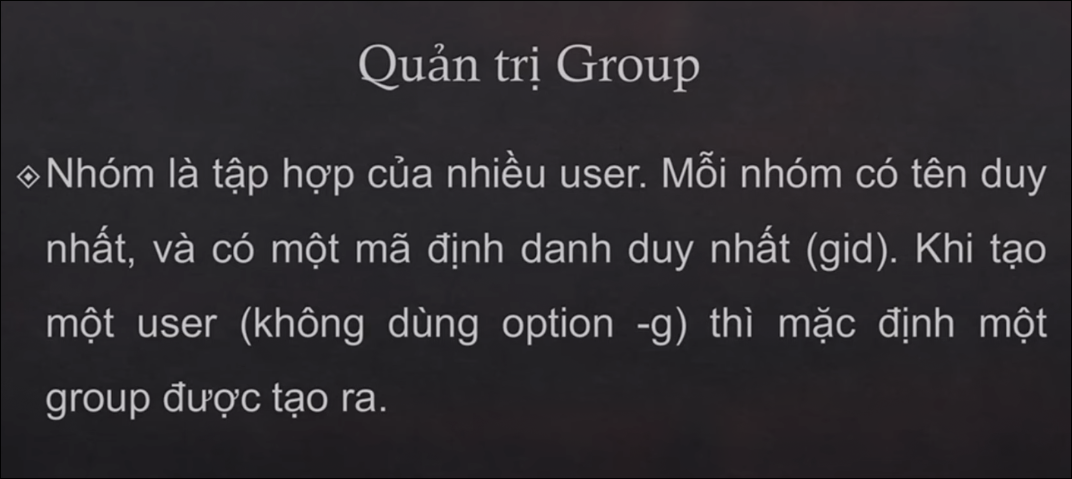 Quản trị Group
Nhóm là tập hợp của nhiều user. Mỗi nhóm có tên duy
nhất, và có một mã định danh duy nhất (gid). Khi tạo
một user (không dùng option -g) thì mặc định một
group được tạo ra.